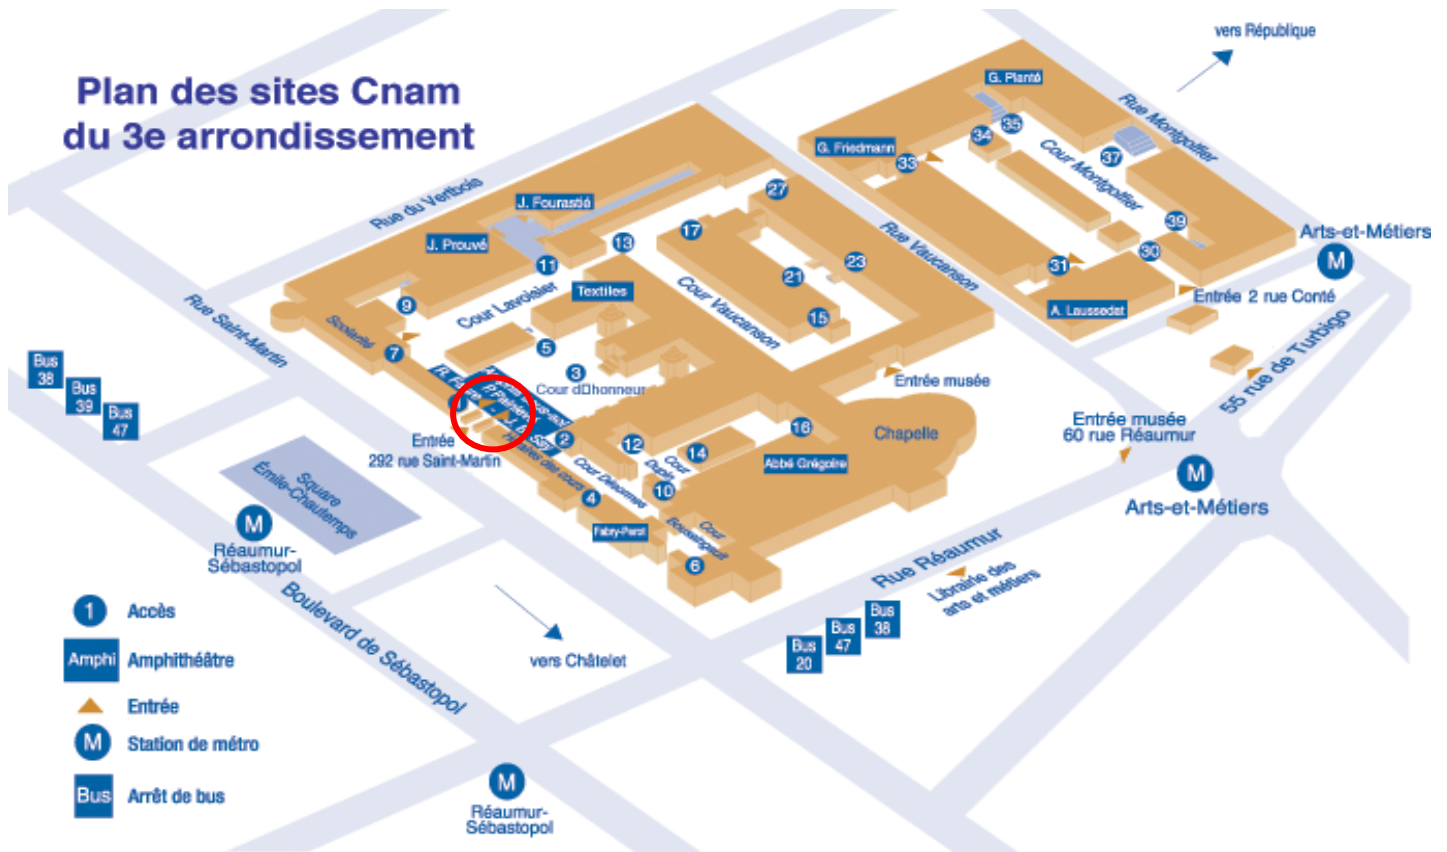 Plan des sites Cnam
du 3e arrondissement
vers République
G. Planté
Rue Montgolfier
35
34
37
Cour Montgolfier
G. Friedmann
33
39
30
31
A. Laussedat
Arts-et-Métiers
M
Entrée 2 rue Conté
55 rue de Turbigo
Rue du Vertbois
J. Fourastié
J. Prouvé
27
13
17
11
23
21
15
Rue Vaucanson
Cour Vaucanson
Textiles
Cour Lavoisier
9
Scolarité
7
5
3
Cour d�honneur
Rue Saint-Martin
Bus
38
Bus
39
Bus
47
Entrée musée
Entrée
292 rue Saint-Martin
2
12
14
16
Cour
Dupin
10
Abbé Grégoire
Chapelle
Entrée musée
60 rue Réaumur
M
Arts-et-Métiers
des cours
Cour Désormes
4
Fabry-Perot
Cour
Boussingault
6
Square
Émile-Chautemps
M
Réaumur-
Sébastopol
Boulevard de Sébastopol
vers Châtelet
Rue Réaumur
Librairie des
arts et métiers
Bus
38
Bus
47
Bus
20
1 Accès
Amphi Amphithéâtre
Entrée
M Station de métro
Bus Arrêt de bus
M
Réaumur-
Sébastopol